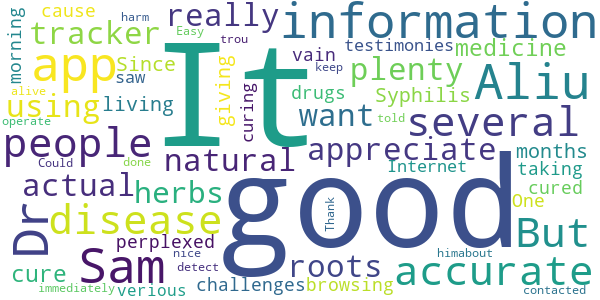 morning
cause
really
information
tracker
Since
harm
Easy
trou
testimonies
vain
medicine
saw
keep
app
It
giving
plenty
Aliu
alive
using
living
curing
drugs
Syphilis
want
several
operate
told
people
Could
done
natural
appreciate
months
Internet
taking
actual
herbs
cured
One
Dr
disease
good
Thank
But
perplexed
Sam
nice
roots
himabout
accurate
cure
detect
immediately
verious
challenges
browsing
contacted